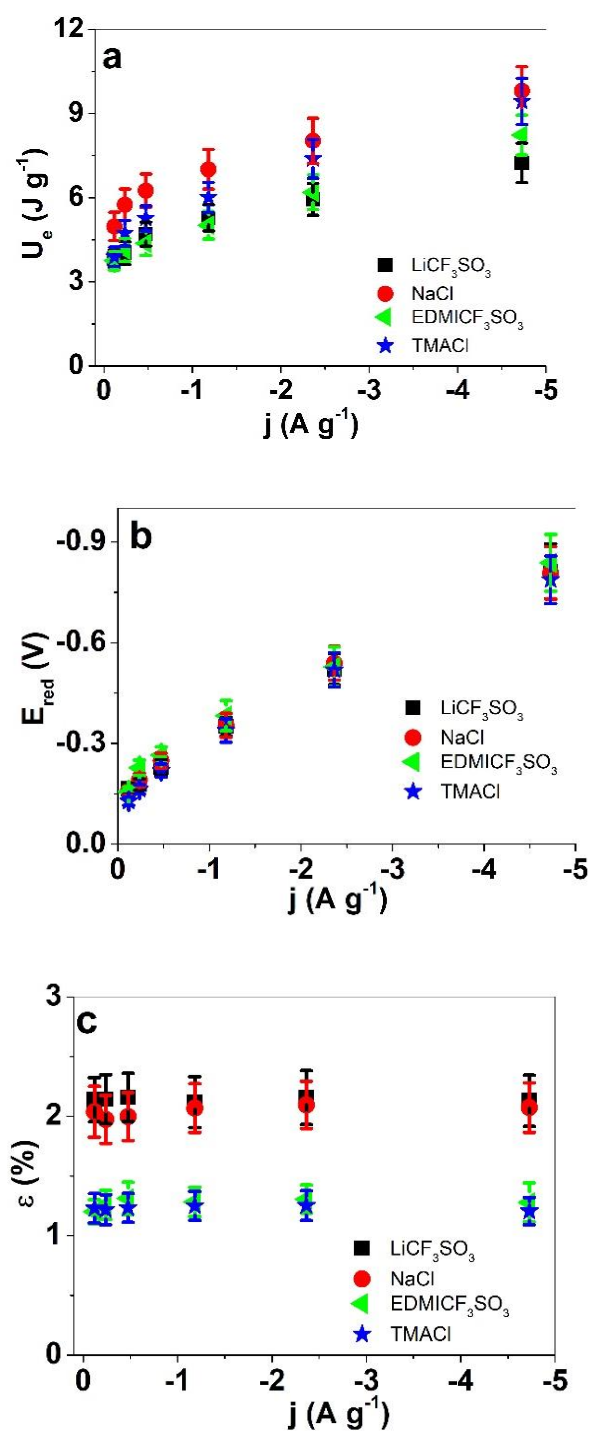 a
12
9
6
3
0
Uₑ (J g⁻¹)
LiCF₃SO₃
NaCl
EDMICF₃SO₃
TMACl
0 -1 -2 -3 -4 -5
j (A g⁻¹)
b
-0.9
-0.6
-0.3
0.0
E_red (V)
LiCF₃SO₃
NaCl
EDMICF₃SO₃
TMACl
0 -1 -2 -3 -4 -5
j (A g⁻¹)
c
3
2
1
0
ε (%)
LiCF₃SO₃
NaCl
EDMICF₃SO₃
TMACl
0 -1 -2 -3 -4 -5
j (A g⁻¹)